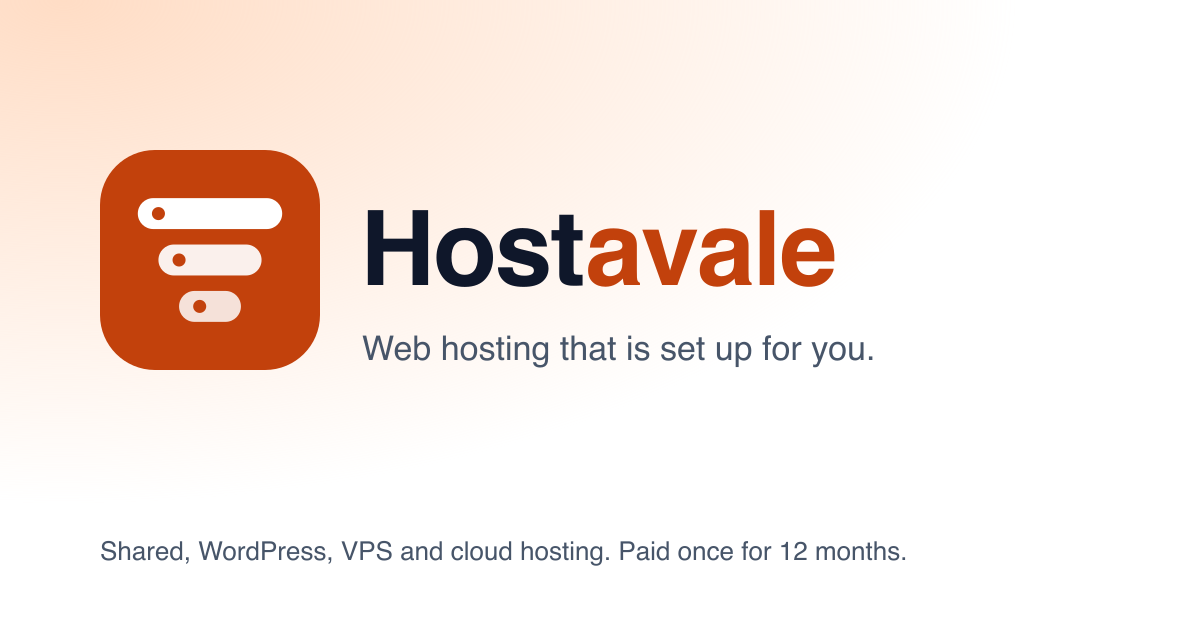 Hostavale
Web hosting that is set up for you.
Shared, WordPress, VPS and cloud hosting. Paid once for 12 months.